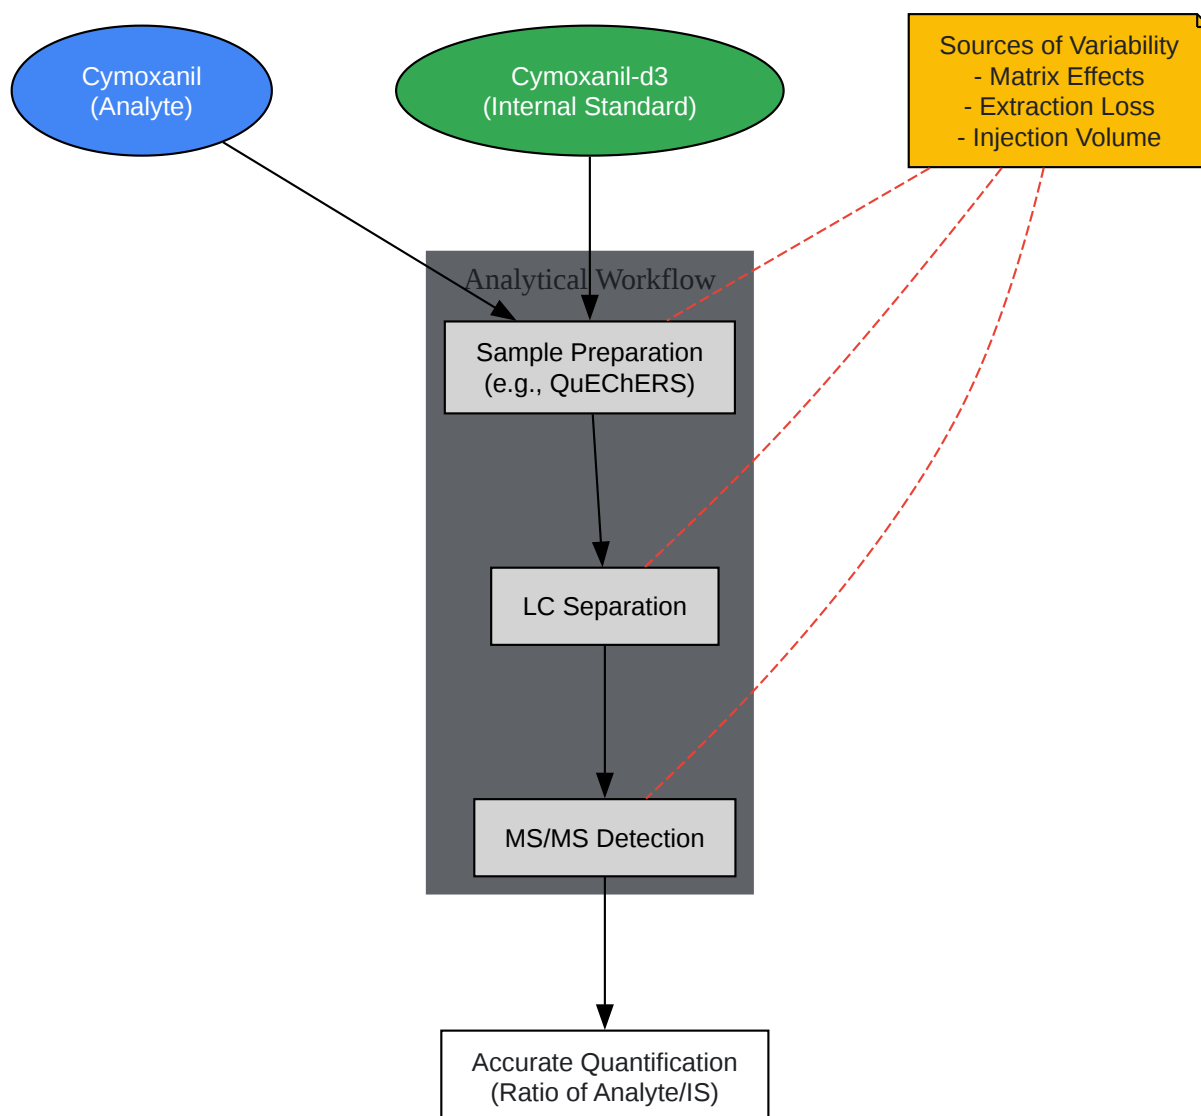 Cymoxanil
(Analyte)
Cymoxanil-d3
(Internal Standard)
Sources of Variability
- Matrix Effects
- Extraction Loss
- Injection Volume
Analytical Workflow
Sample Preparation
(e.g., QuEChERS)
LC Separation
MS/MS Detection
Accurate Quantification
(Ratio of Analyte/IS)